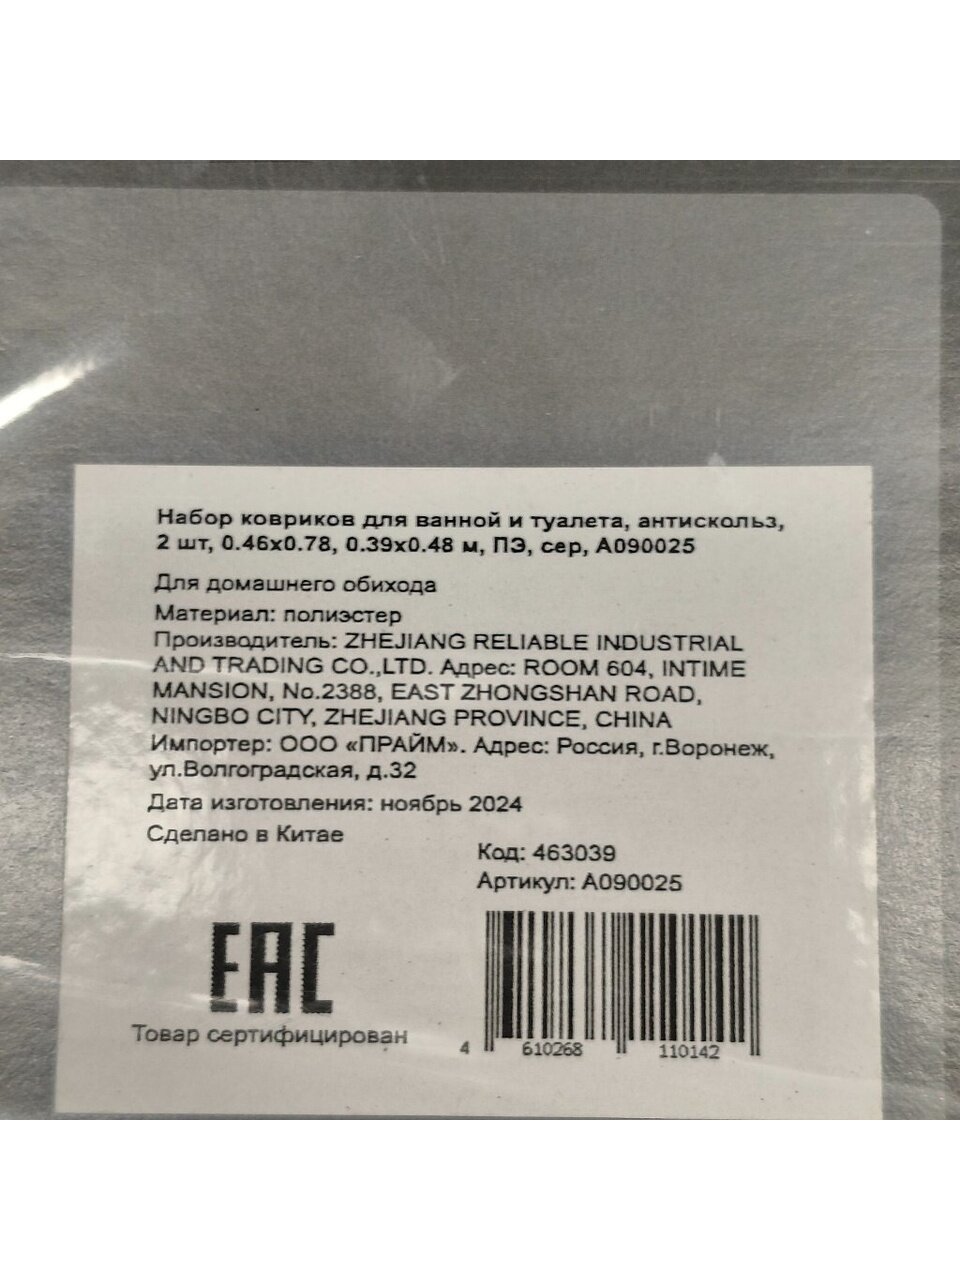 Набор ковриков для ванной и туалета, антискольз,
2 шт, 0.46x0.78, 0.39x0.48 м, ПЭ, сер, A090025
Для домашнего обихода
Материал: полиэстер
Производитель: ZHEJIANG RELIABLE INDUSTRIAL
AND TRADING CO.,LTD. Адрес: ROOM 604, INTIME
MANSION, No.2388, EAST ZHONGSHAN ROAD,
NINGBO CITY, ZHEJIANG PROVINCE, CHINA
Импортер: ООО «ПРАЙМ». Адрес: Россия, г.Воронеж,
ул.Волгоградская, д.32
Дата изготовления: ноябрь 2024
Сделано в Китае
Код: 463039
Артикул: A090025
EAC
Товар сертифицирован
4 610268 110142